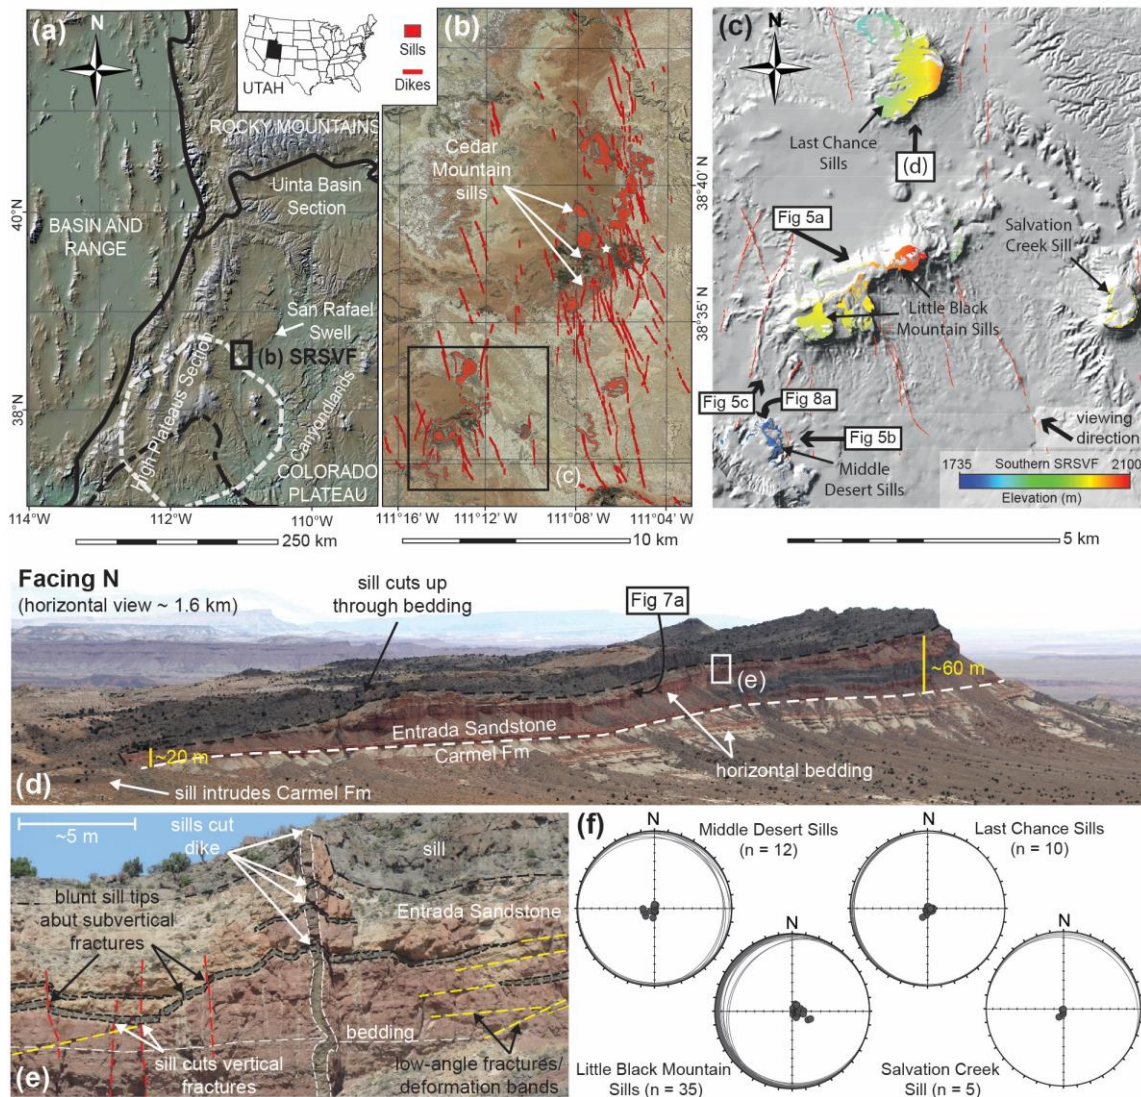 (a)
N
UTAH
ROCKY MOUNTAINS
Uinta Basin
Section
BASIN AND
RANGE
40° N
San Rafael
Swell
(b) SRSVF
High Plateaus Section
38° N
Canyonlands
COLORADO
PLATEAU
114° W
112° W
110° W
250 km
Sills
Dikes
(b)
Cedar
Mountain
sills
38°40' N
38°35' N
(c)
111°16' W
111°12' W
111°08' W
111°04' W
10 km
(c)
N
Last Chance
Sills
(d)
Fig 5a
Salvation
Creek Sill
Little Black
Mountain Sills
Fig 5c
Fig 8a
Fig 5b
viewing
direction
Middle
Desert Sills
1735
Southern SRSVF
2100
Elevation (m)
5 km
Facing N
(horizontal view ~ 1.6 km)
sill cuts up
through bedding
Fig 7a
(e)
~60 m
Entrada Sandstone
Carmel Fm
~20 m
horizontal
bedding
(d)
sill intrudes Carmel Fm
~5 m
sills cut
dike
sill
blunt sill tips
abut subvertical
fractures
Entrada Sandstone
bedding
sill cuts vertical
fractures
low-angle fractures/
deformation bands
(e)
(f)
N
Middle Desert Sills
(n = 12)
N
Last Chance Sills
(n = 10)
N
Little Black Mountain
Sills (n = 35)
N
Salvation Creek
Sill (n = 5)